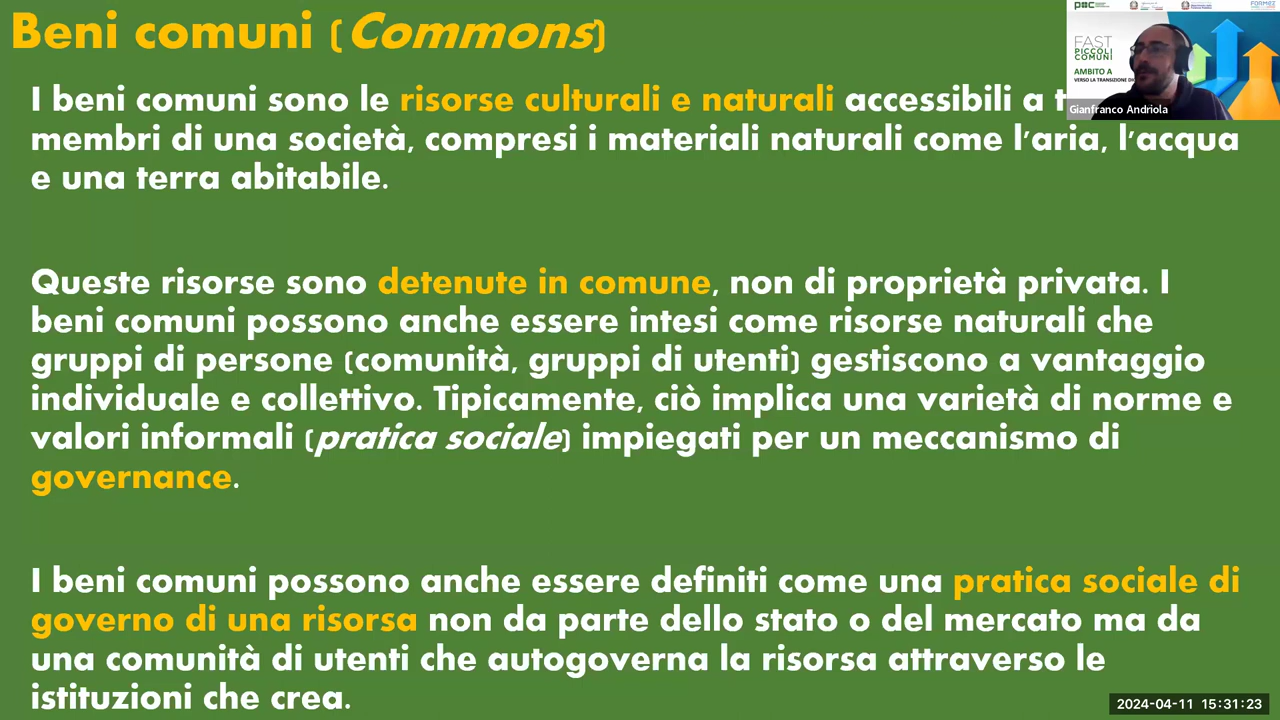 Beni comuni (Commons)
I beni comuni sono le risorse culturali e naturali accessibili a
membri di una società, compresi i materiali naturali come l'aria, l'acqua
e una terra abitabile.
Queste risorse sono detenute in comune, non di proprietà privata. I
beni comuni possono anche essere intesi come risorse naturali che
gruppi di persone (comunità, gruppi di utenti) gestiscono a vantaggio
individuale e collettivo. Tipicamente, ciò implica una varietà di norme e
valori informali (pratica sociale) impiegati per un meccanismo di
governance.
I beni comuni possono anche essere definiti come una pratica sociale di
governo di una risorsa non da parte dello stato o del mercato ma da
una comunità di utenti che autogoverna la risorsa attraverso le
istituzioni che crea.
FORMEZ
FAST
PICCOLI
COMUNI
AMBITO A
VERSO LA TRANSIZIONE
Gianfranco Andriola
2024-04-11 15:31:23